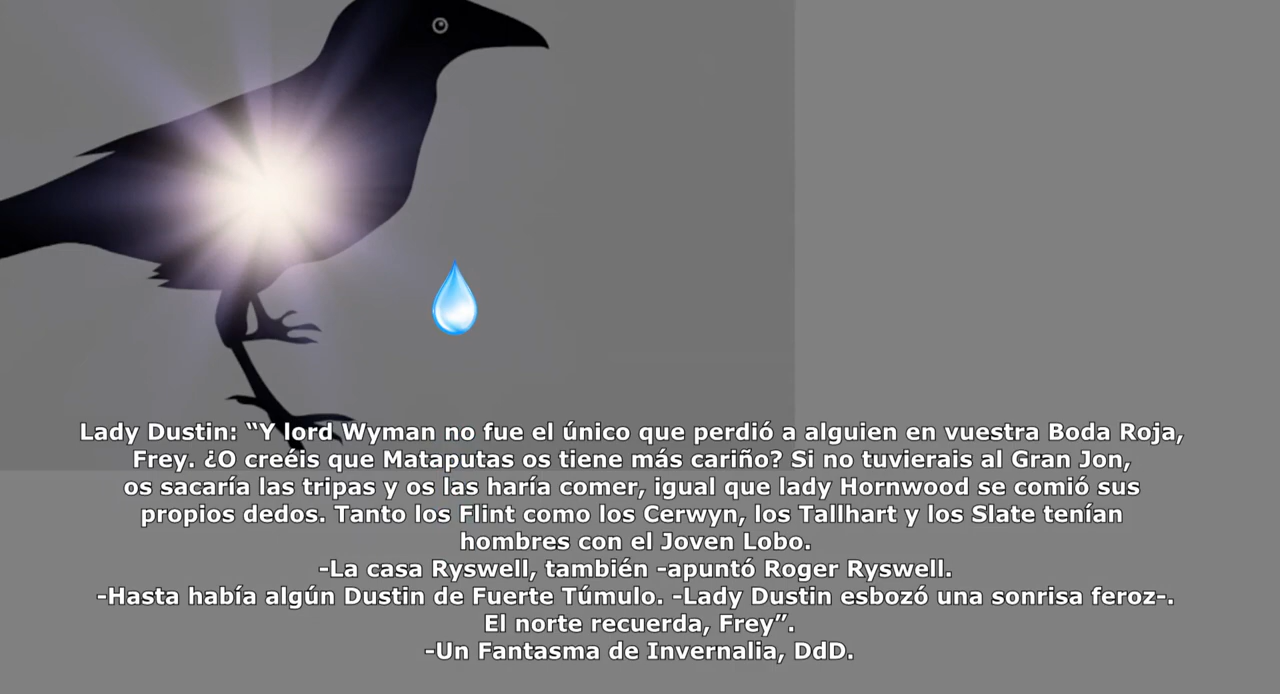 Lady Dustin: “Y lord Wyman no fue el único que perdió a alguien en vuestra Boda Roja,
Frey. ¿O creéis que Mataputas os tiene más cariño? Si no tuvierais al Gran Jon,
os sacaría las tripas y os las haría comer, igual que lady Hornwood se comió sus
propios dedos. Tanto los Flint como los Cerwyn, los Tallhart y los Slate tenían
hombres con el Joven Lobo.
-La casa Ryswell, también -apuntó Roger Ryswell.
-Hasta había algún Dustin de Fuerte Túmulo. -Lady Dustin esbozó una sonrisa feroz-.
El norte recuerda, Frey”.
-Un Fantasma de Invernalia, DdD.